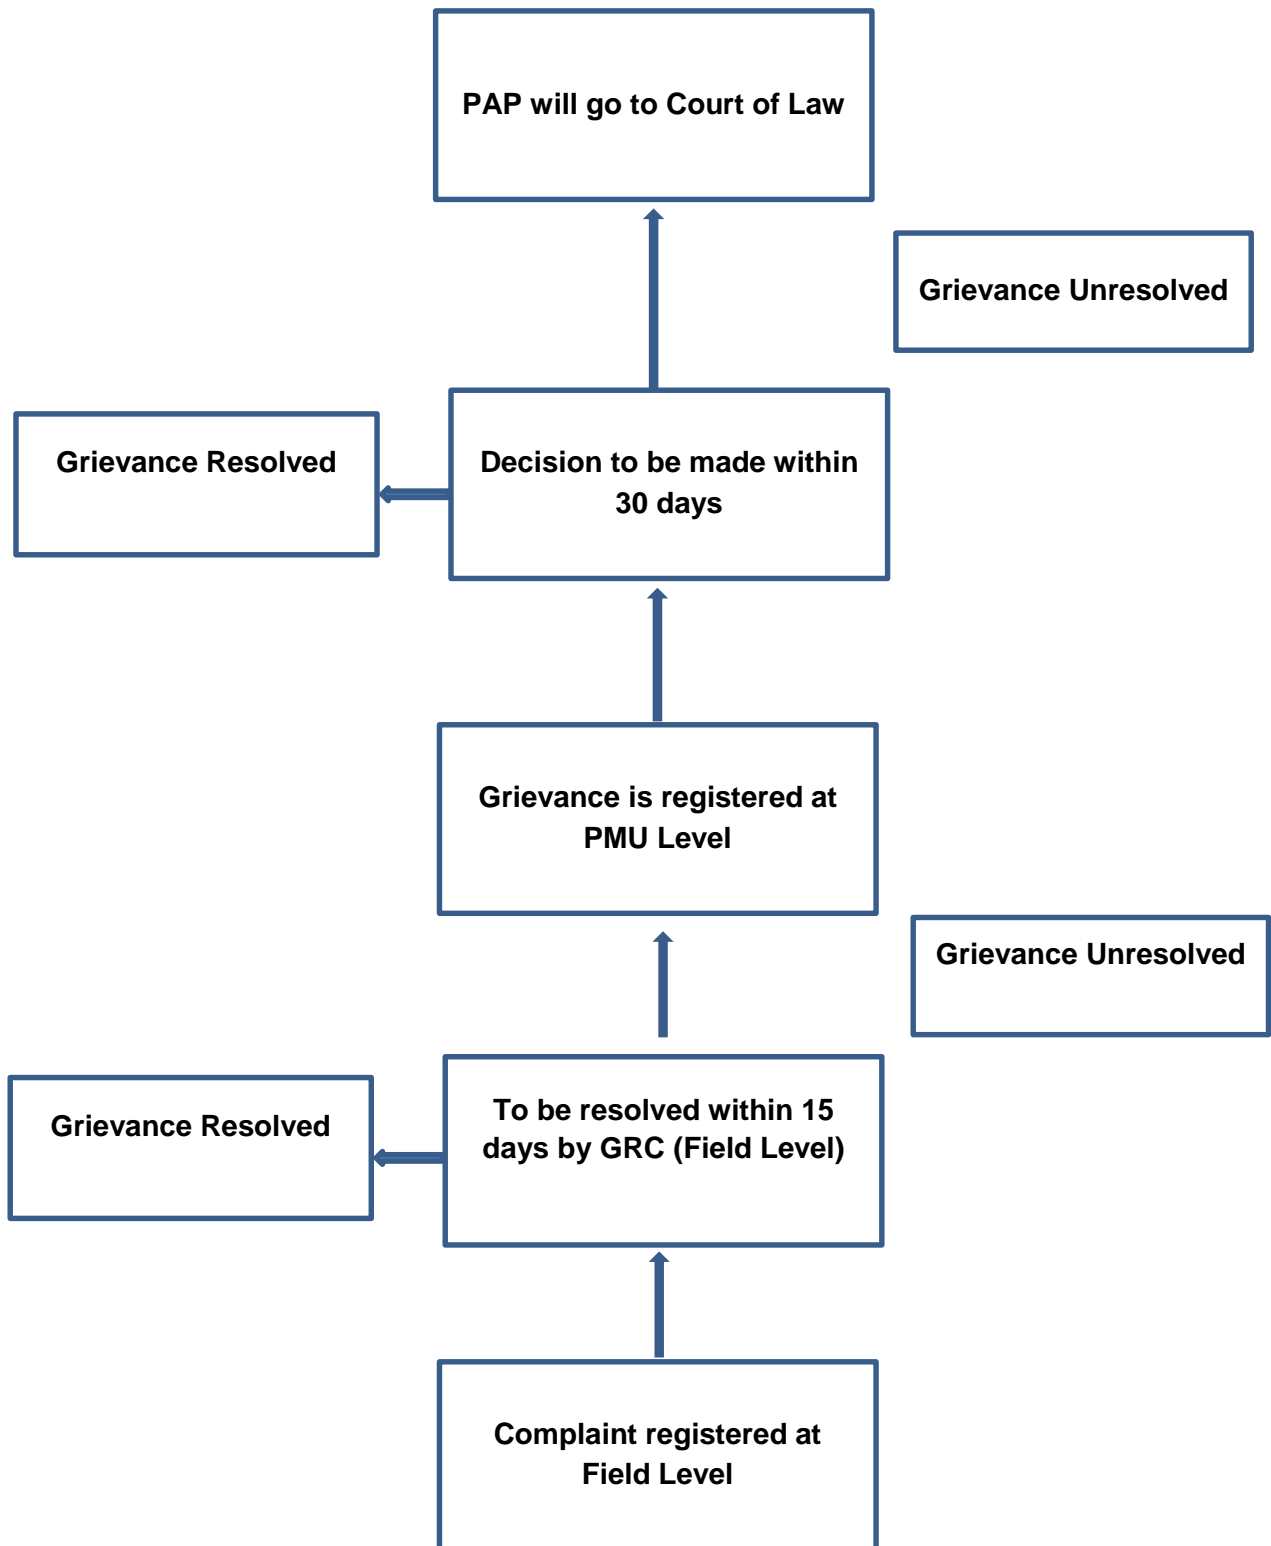 PAP will go to Court of Law
Grievance Unresolved
Grievance Resolved
Decision to be made within
30 days
Grievance is registered at
PMU Level
Grievance Unresolved
Grievance Resolved
To be resolved within 15
days by GRC (Field Level)
Complaint registered at
Field Level